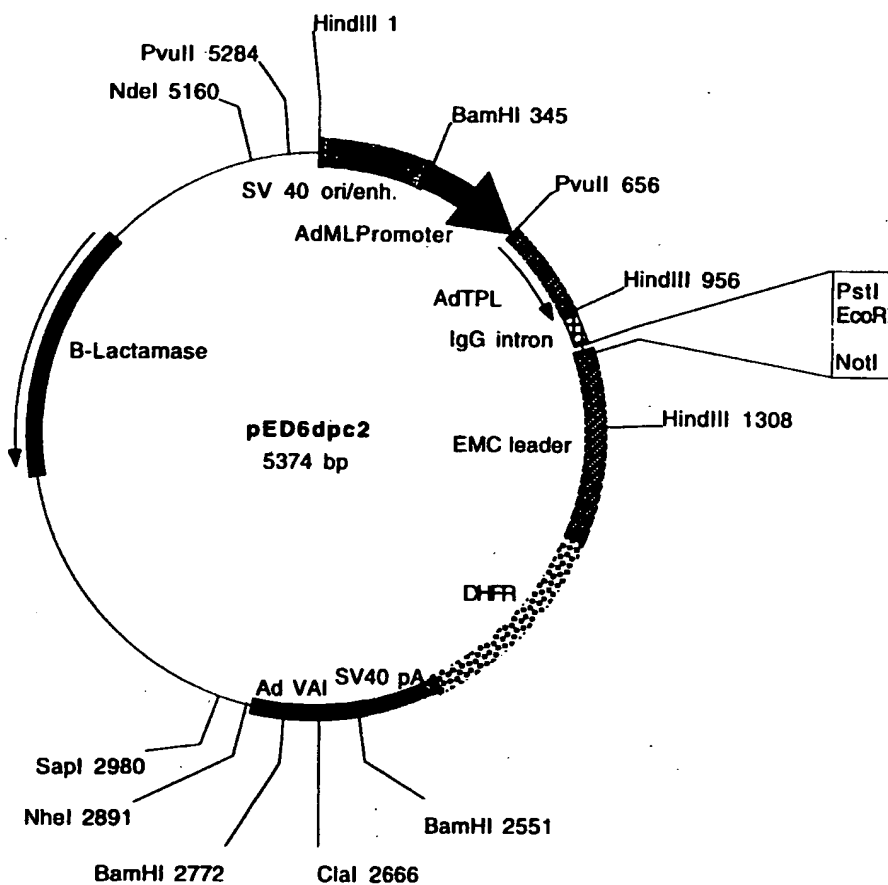 HindIII 1
PvuII 5284
NdeI 5160
BamHI 345
SV 40 ori/enh.
PvuII 656
AdMLPromoter
HindIII 956
AdTPL
PstI
EcoRI
IgG intron
NotI
B-Lactamase
pED6dpc2
5374 bp
EMC leader
HindIII 1308
DHFR
Ad VAI
SV40 pA
SapI 2980
NheI 2891
BamHI 2551
BamHI 2772
ClaI 2666